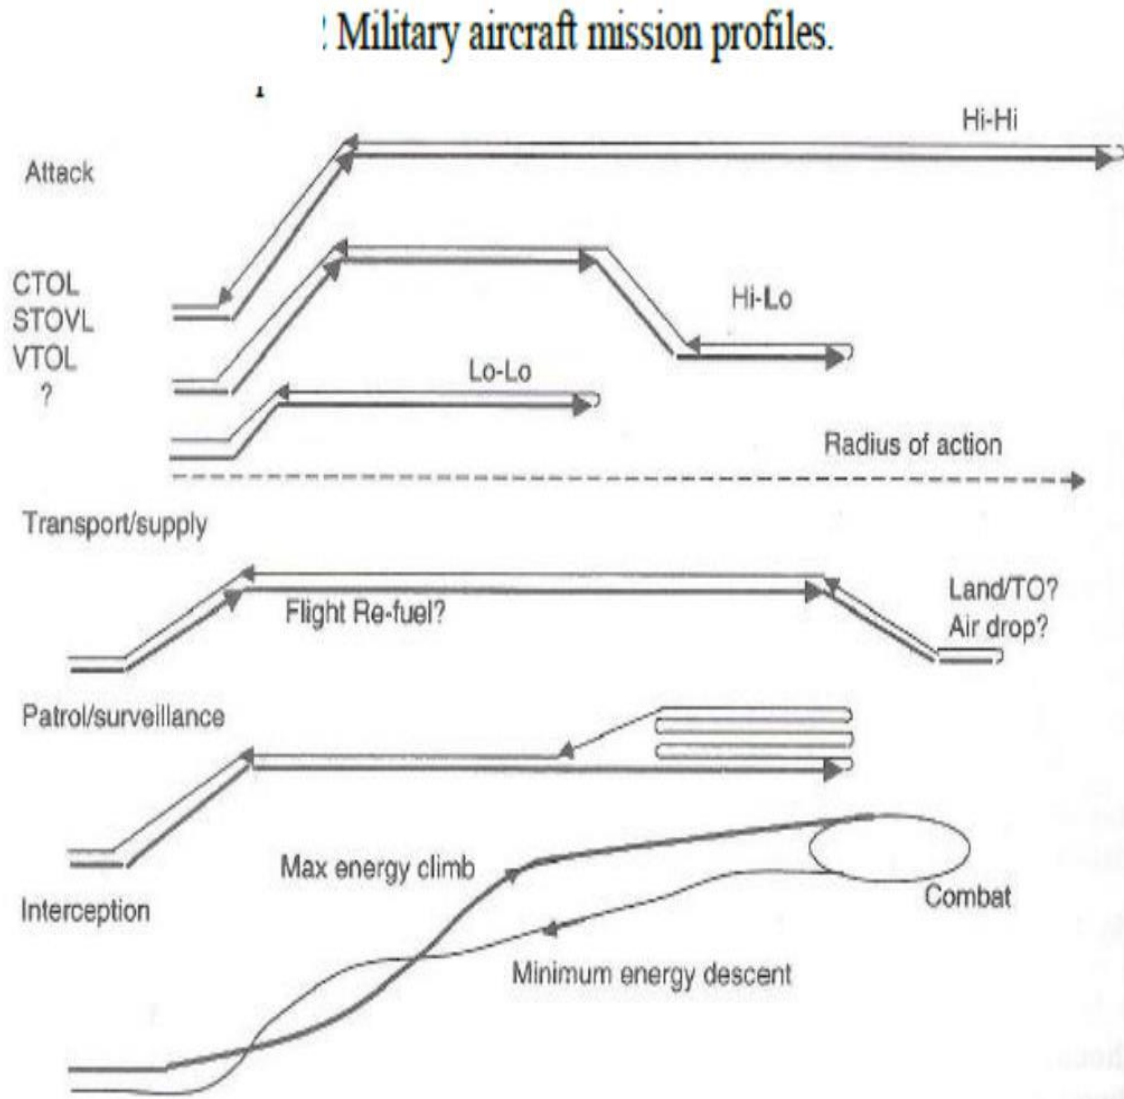 Military aircraft mission profiles.
Hi-Hi
Attack
CTOL
STOVL
VTOL
?
Hi-Lo
Lo-Lo
Radius of action
Transport/supply
Flight Re-fuel?
Land/TO?
Air drop?
Patrol/surveillance
Max energy climb
Interception
Combat
Minimum energy descent